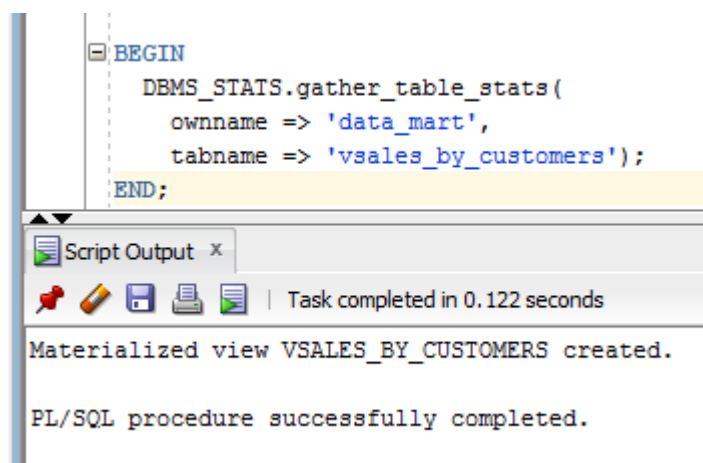 BEGIN
DBMS_STATS.gather_table_stats(
ownname => 'data_mart',
tabname => 'vsales_by_customers');
END;
Script Output x
Task completed in 0.122 seconds
Materialized view VSALES_BY_CUSTOMERS created.
PL/SQL procedure successfully completed.